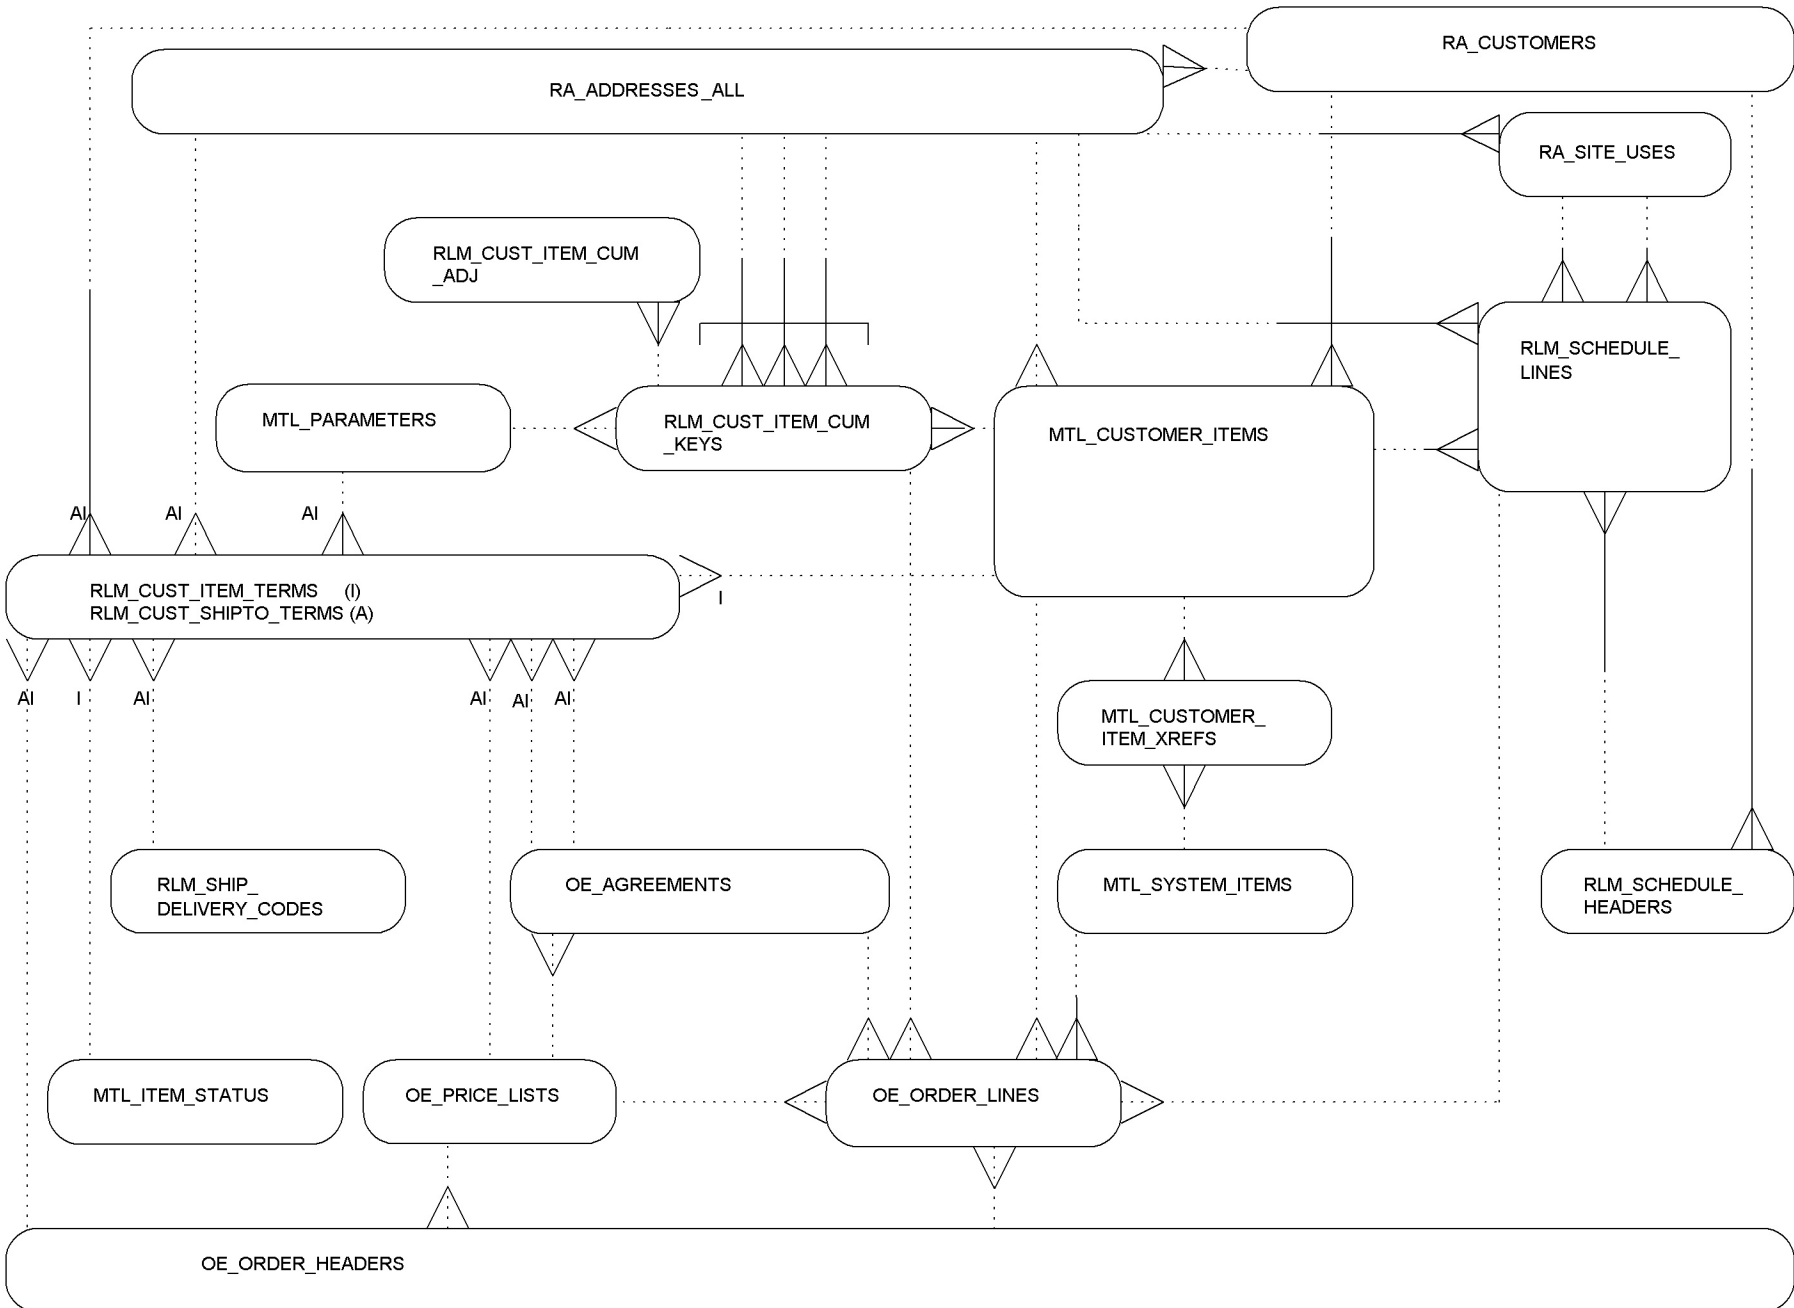 RA_CUSTOMERS
RA_ADDRESSES_ALL
RA_SITE_USES
RLM_CUST_ITEM_CUM
_ADJ
RLM_SCHEDULE_
LINES
MTL_PARAMETERS
RLM_CUST_ITEM_CUM
_KEYS
MTL_CUSTOMER_ITEMS
AI
AI
AI
RLM_CUST_ITEM_TERMS (I)
RLM_CUST_SHIPTO_TERMS (A)
I
AI
I
AI
AI
AI
AI
MTL_CUSTOMER_
ITEM_XREFS
RLM_SHIP_
DELIVERY_CODES
OE_AGREEMENTS
MTL_SYSTEM_ITEMS
RLM_SCHEDULE_
HEADERS
MTL_ITEM_STATUS
OE_PRICE_LISTS
OE_ORDER_LINES
OE_ORDER_HEADERS